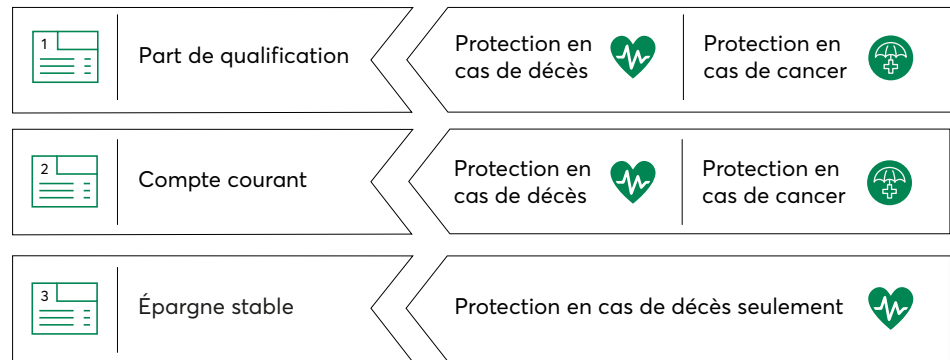 1
Part de qualification
Protection en
cas de décès
Protection en
cas de cancer
2
Compte courant
Protection en
cas de décès
Protection en
cas de cancer
3
Épargne stable
Protection en cas de décès seulement